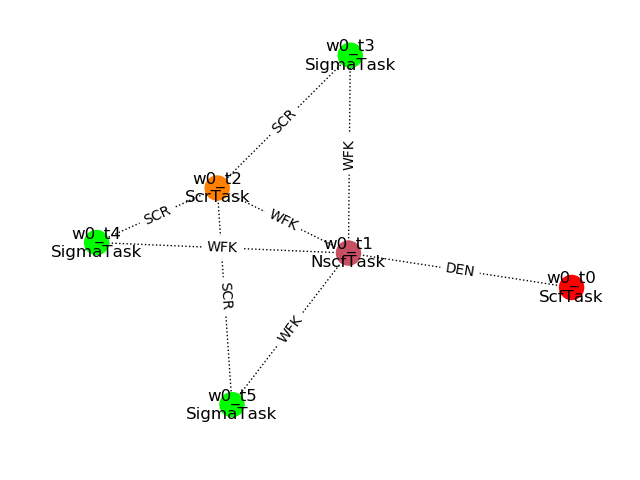 w0_t3
SigmaTask
SCR
WFK
w0_t2
ScrTask
SCR
WFK
w0_t4
SigmaTask
WFK
w0_t1
NscfTask
DEN
w0_t0
ScfTask
SCR
WFK
w0_t5
SigmaTask